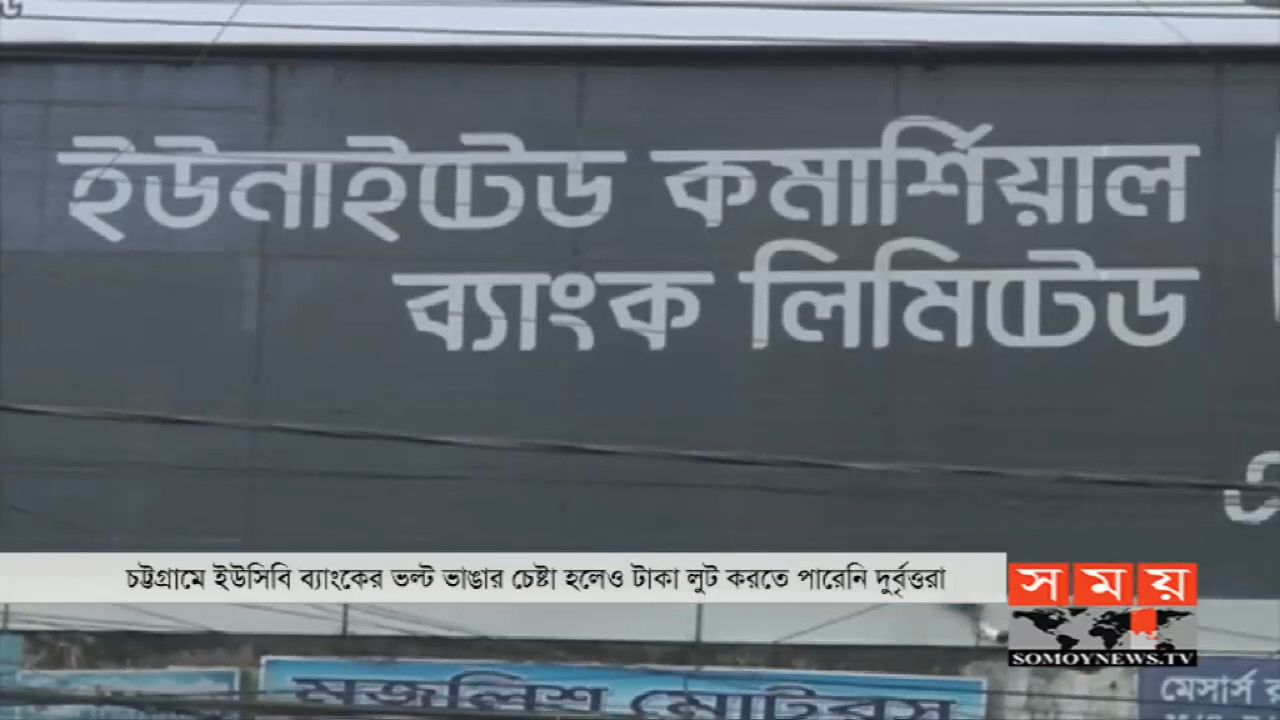 ইউনাইটেড কমার্শিয়াল
ব্যাংক লিমিটেড
চট্টগ্রামে ইউসিবি ব্যাংকের ভল্ট ভাঙার চেষ্টা হলেও টাকা লুট করতে পারেনি দুর্বৃত্তরা
সময়
SOMOYNEWS.TV
মজলিশ মোটরস
মেসার্স